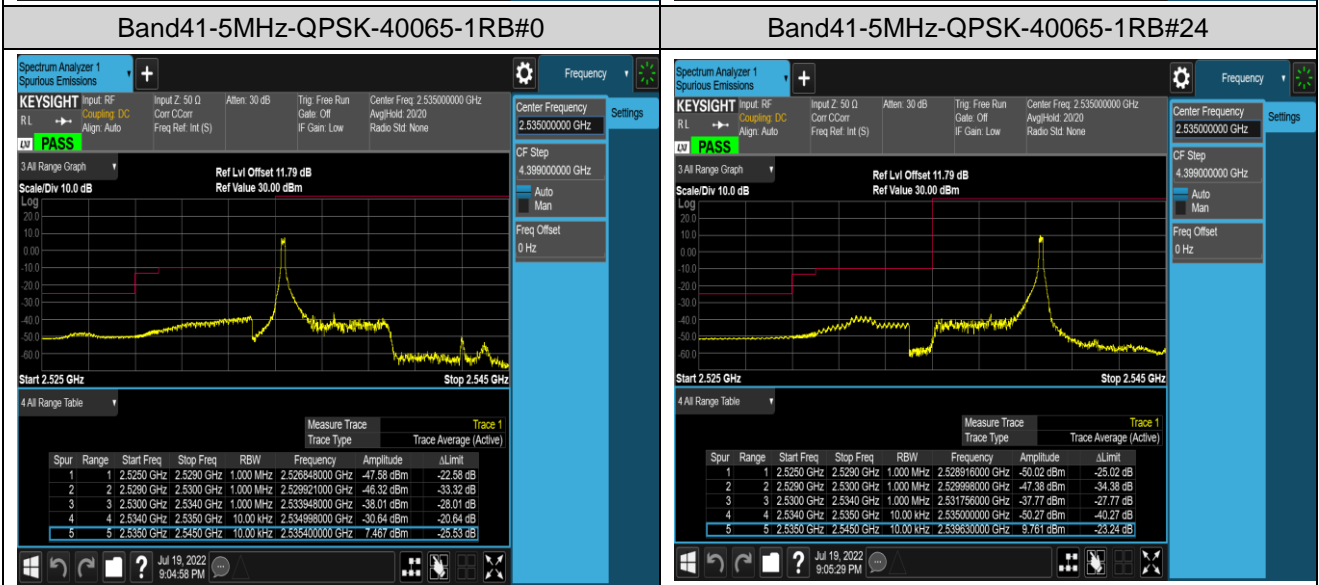 Band41-5MHz-QPSK-40065-1RB#0
Spectrum Analyzer 1
Spurious Emissions
+
Frequency
KEYSIGHT
RL
Input: RF
Coupling: DC
Align: Auto
Input Z: 50 Ω
Corr CCorr
Freq Ref: Int (S)
Atten: 30 dB
Trig: Free Run
Gate: Off
IF Gain: Low
Center Freq: 2.535000000 GHz
Avg|Hold: 20/20
Radio Std: None
LXI PASS
Center Frequency
2.535000000 GHz
Settings
CF Step
4.399000000 GHz
Auto
Man
Freq Offset
0 Hz
3 All Range Graph
Ref Lvl Offset 11.79 dB
Scale/Div 10.0 dB
Ref Value 30.00 dBm
Log
20.0
10.0
0.00
-10.0
-20.0
-30.0
-40.0
-50.0
-60.0
Start 2.525 GHz
Stop 2.545 GHz
4 All Range Table
Measure Trace Trace 1
Trace Type Trace Average (Active)
Spur Range Start Freq Stop Freq RBW Frequency Amplitude ΔLimit
1 1 2.5250 GHz 2.5290 GHz 1.000 MHz 2.526848000 GHz -47.58 dBm -22.58 dB
2 2 2.5290 GHz 2.5300 GHz 1.000 MHz 2.529921000 GHz -46.32 dBm -33.32 dB
3 3 2.5300 GHz 2.5340 GHz 1.000 MHz 2.533948000 GHz -38.01 dBm -28.01 dB
4 4 2.5340 GHz 2.5350 GHz 10.00 kHz 2.534998000 GHz -30.64 dBm -20.64 dB
5 5 2.5350 GHz 2.5450 GHz 10.00 kHz 2.535400000 GHz 7.467 dBm -25.53 dB
?
Jul 19, 2022
9:04:58 PM
Band41-5MHz-QPSK-40065-1RB#24
Spectrum Analyzer 1
Spurious Emissions
+
Frequency
KEYSIGHT
RL
Input: RF
Coupling: DC
Align: Auto
Input Z: 50 Ω
Corr CCorr
Freq Ref: Int (S)
Atten: 30 dB
Trig: Free Run
Gate: Off
IF Gain: Low
Center Freq: 2.535000000 GHz
Avg|Hold: 20/20
Radio Std: None
LXI PASS
Center Frequency
2.535000000 GHz
Settings
CF Step
4.399000000 GHz
Auto
Man
Freq Offset
0 Hz
3 All Range Graph
Ref Lvl Offset 11.79 dB
Scale/Div 10.0 dB
Ref Value 30.00 dBm
Log
20.0
10.0
0.00
-10.0
-20.0
-30.0
-40.0
-50.0
-60.0
Start 2.525 GHz
Stop 2.545 GHz
4 All Range Table
Measure Trace Trace 1
Trace Type Trace Average (Active)
Spur Range Start Freq Stop Freq RBW Frequency Amplitude ΔLimit
1 1 2.5250 GHz 2.5290 GHz 1.000 MHz 2.528916000 GHz -50.02 dBm -25.02 dB
2 2 2.5290 GHz 2.5300 GHz 1.000 MHz 2.529998000 GHz -47.38 dBm -34.38 dB
3 3 2.5300 GHz 2.5340 GHz 1.000 MHz 2.531756000 GHz -37.77 dBm -27.77 dB
4 4 2.5340 GHz 2.5350 GHz 10.00 kHz 2.535000000 GHz -50.27 dBm -40.27 dB
5 5 2.5350 GHz 2.5450 GHz 10.00 kHz 2.539630000 GHz 9.761 dBm -23.24 dB
?
Jul 19, 2022
9:05:29 PM